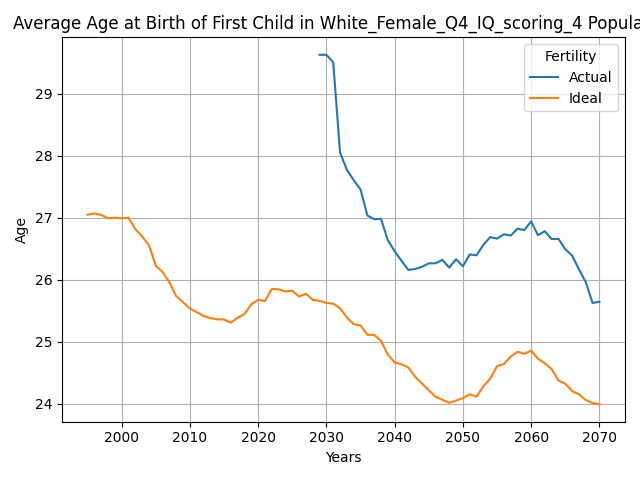 Average Age at Birth of First Child in White_Female_Q4_IQ_scoring_4 Popula
Fertility
Actual
Ideal
Age
29
28
27
26
25
24
2000 2010 2020 2030 2040 2050 2060 2070
Years